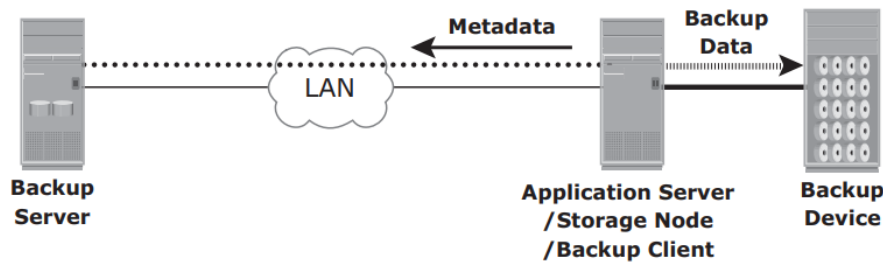 Metadata
Backup
Data
LAN
Backup
Server
Application Server
/Storage Node
/Backup Client
Backup
Device